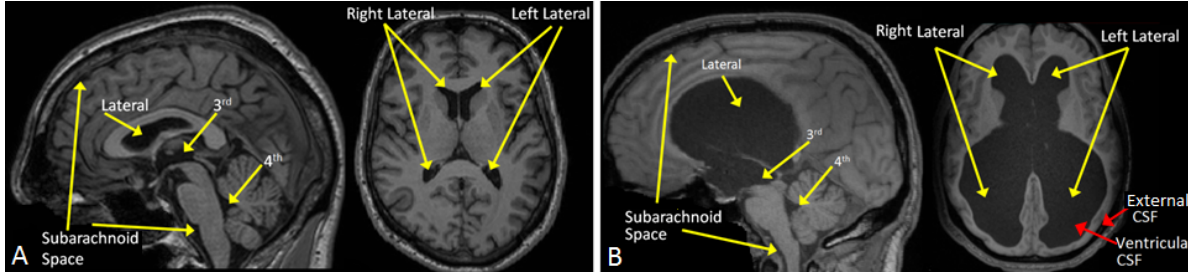 Lateral
3rd
4th
Subarachnoid
Space
A
Right Lateral
Left Lateral
Lateral
3rd
4th
Subarachnoid
Space
B
Right Lateral
Left Lateral
External
CSF
Ventricular
CSF